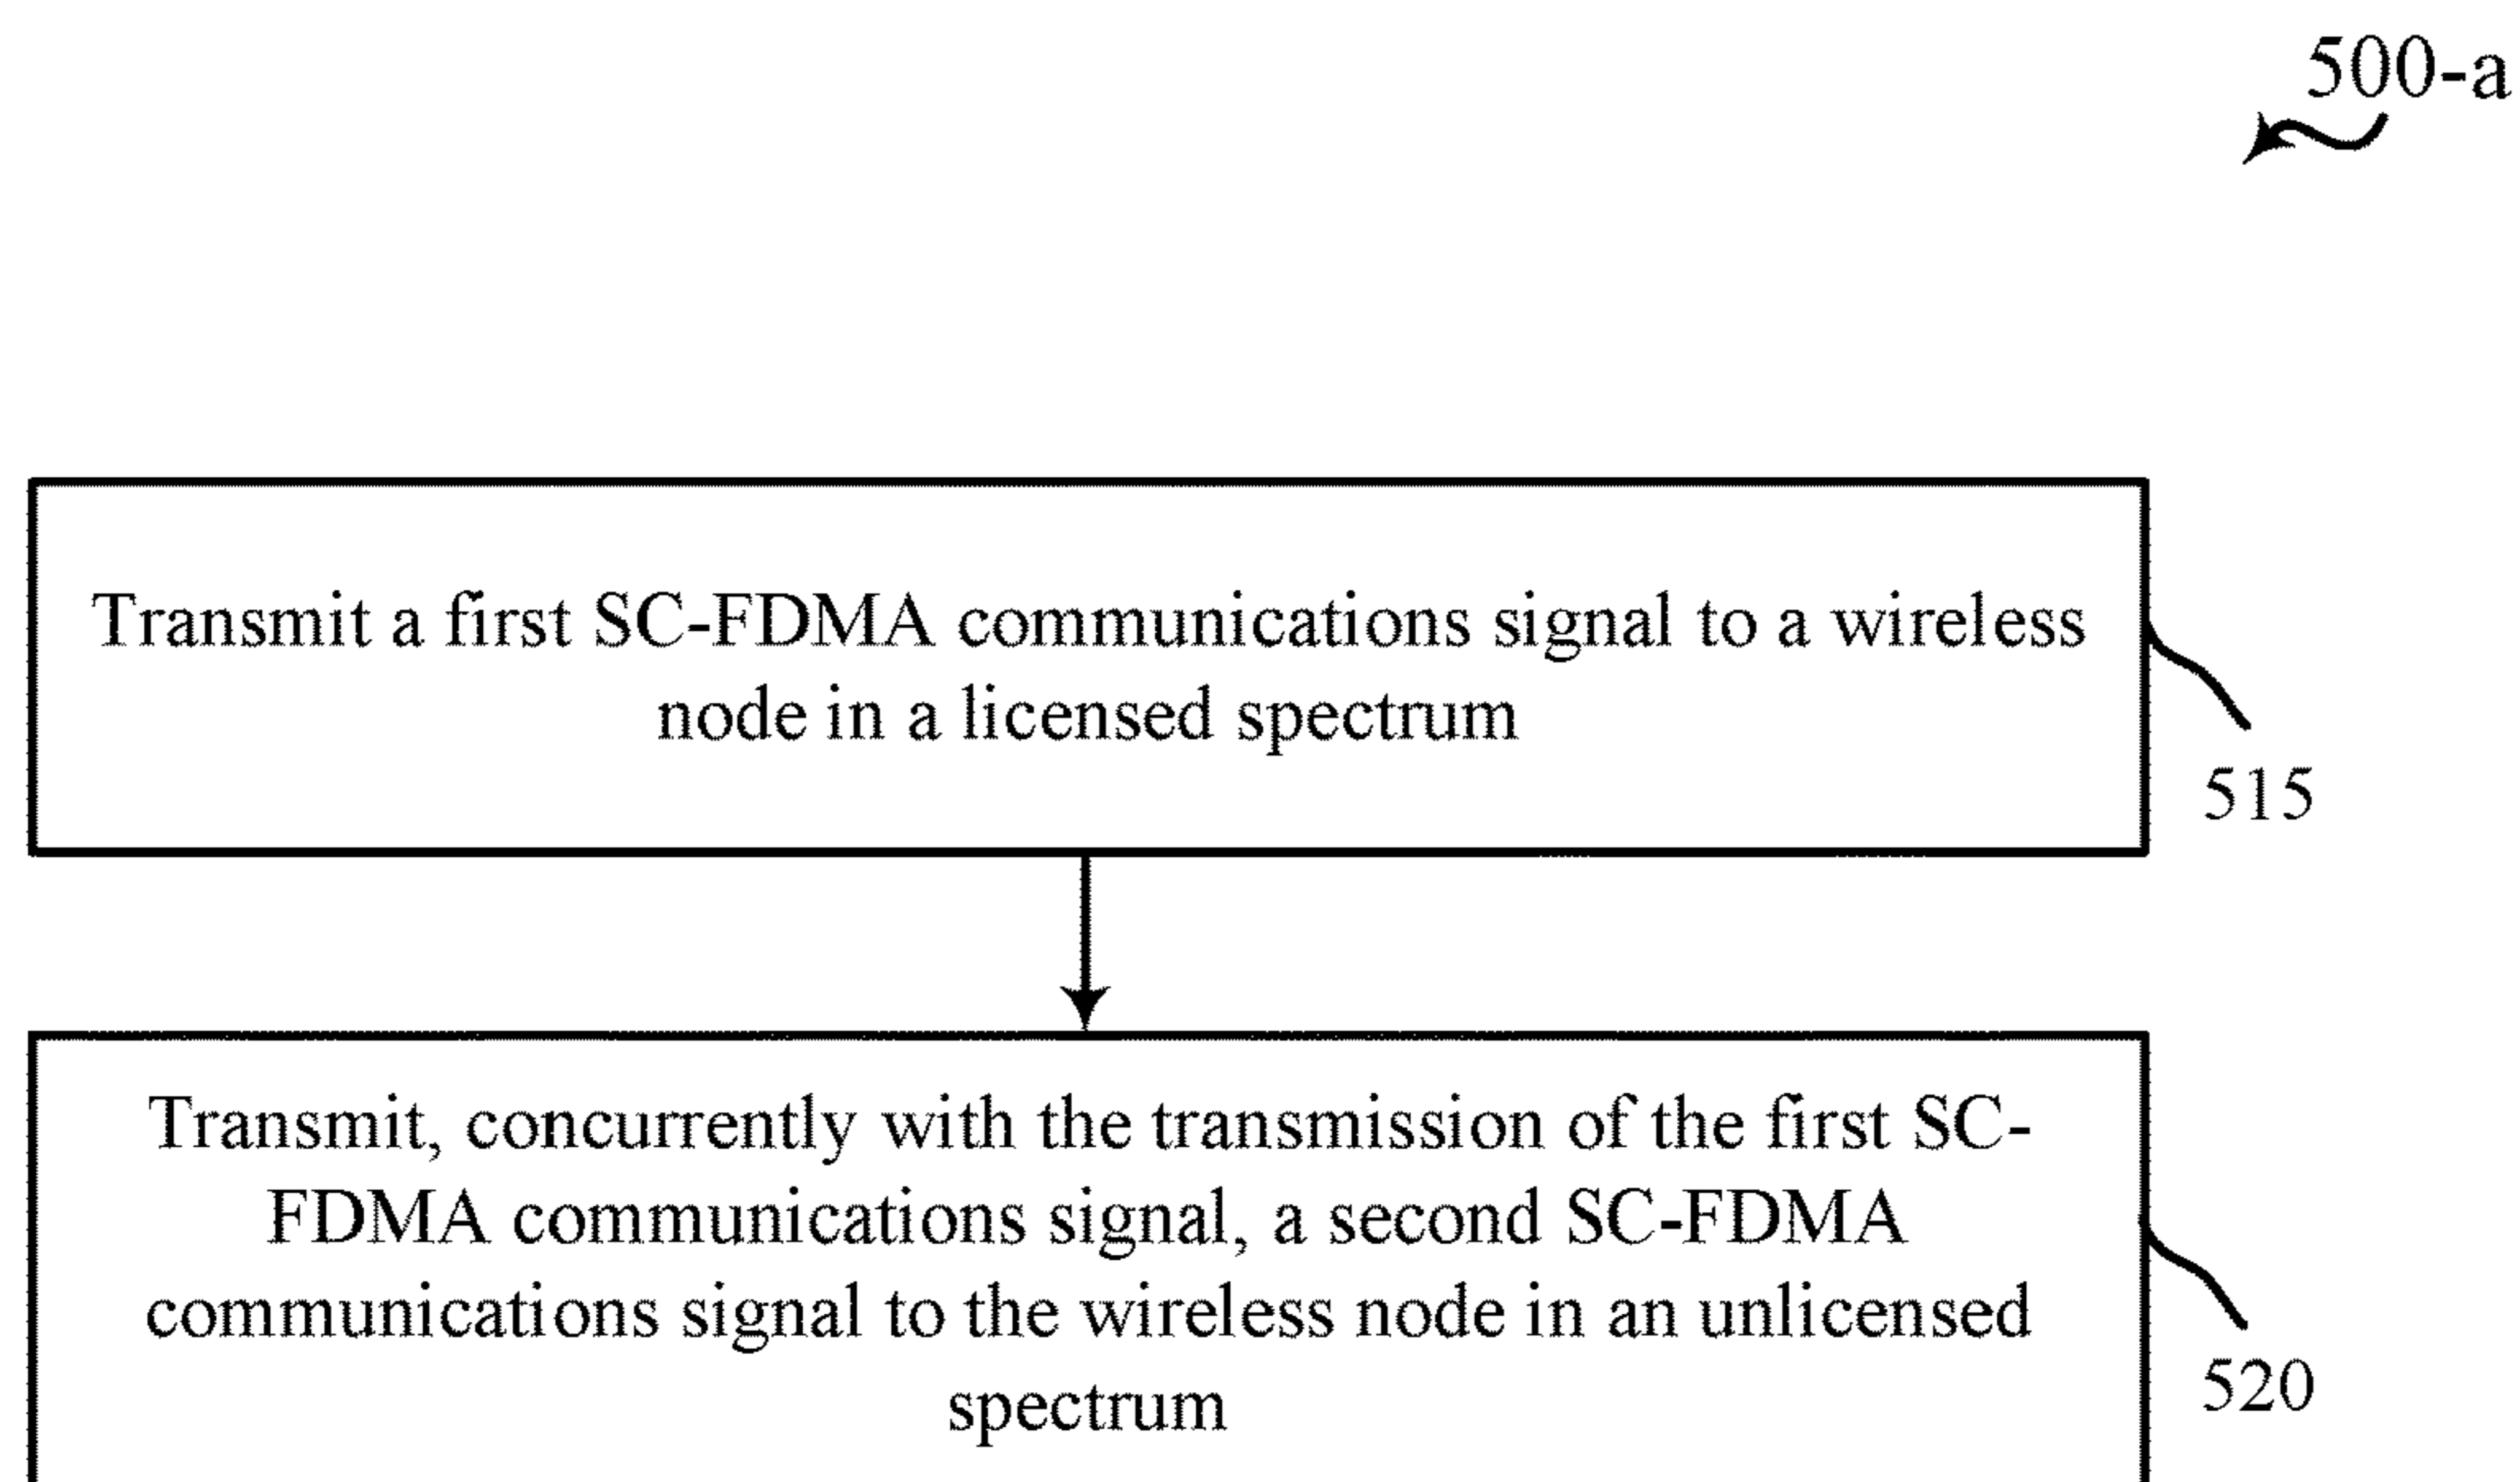 500-a
Transmit a first SC-FDMA communications signal to a wireless
node in a licensed spectrum
515
Transmit, concurrently with the transmission of the first SC-
FDMA communications signal, a second SC-FDMA
communications signal to the wireless node in an unlicensed
spectrum
520